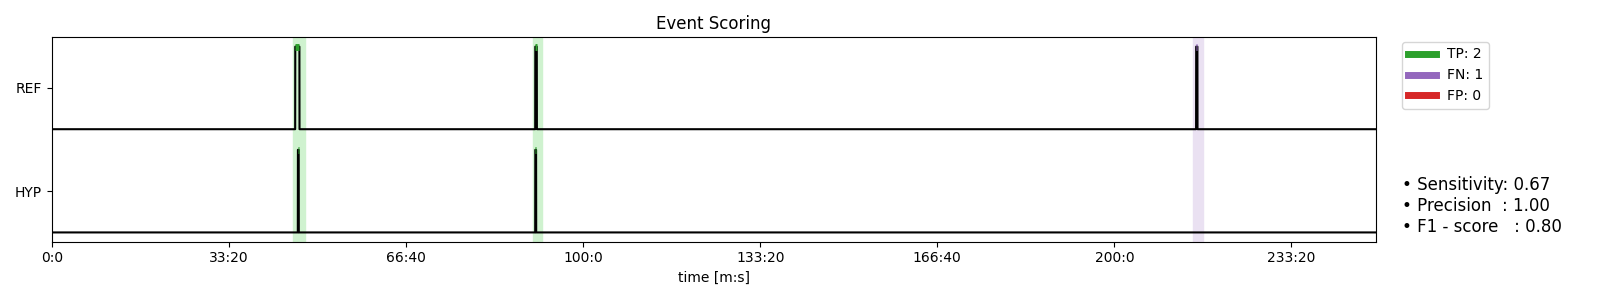 Event Scoring
REF
HYP
0:0
33:20
66:40
100:0
133:20
166:40
200:0
233:20
time [m:s]
TP: 2
FN: 1
FP: 0
• Sensitivity: 0.67
• Precision : 1.00
• F1 - score : 0.80